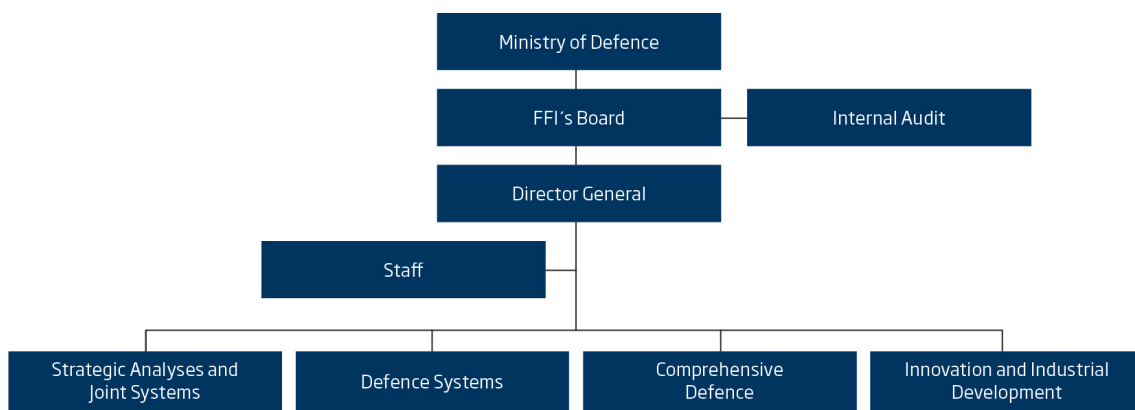 Ministry of Defence
FFI´s Board
Internal Audit
Director General
Staff
Strategic Analyses and
Joint Systems
Defence Systems
Comprehensive
Defence
Innovation and Industrial
Development